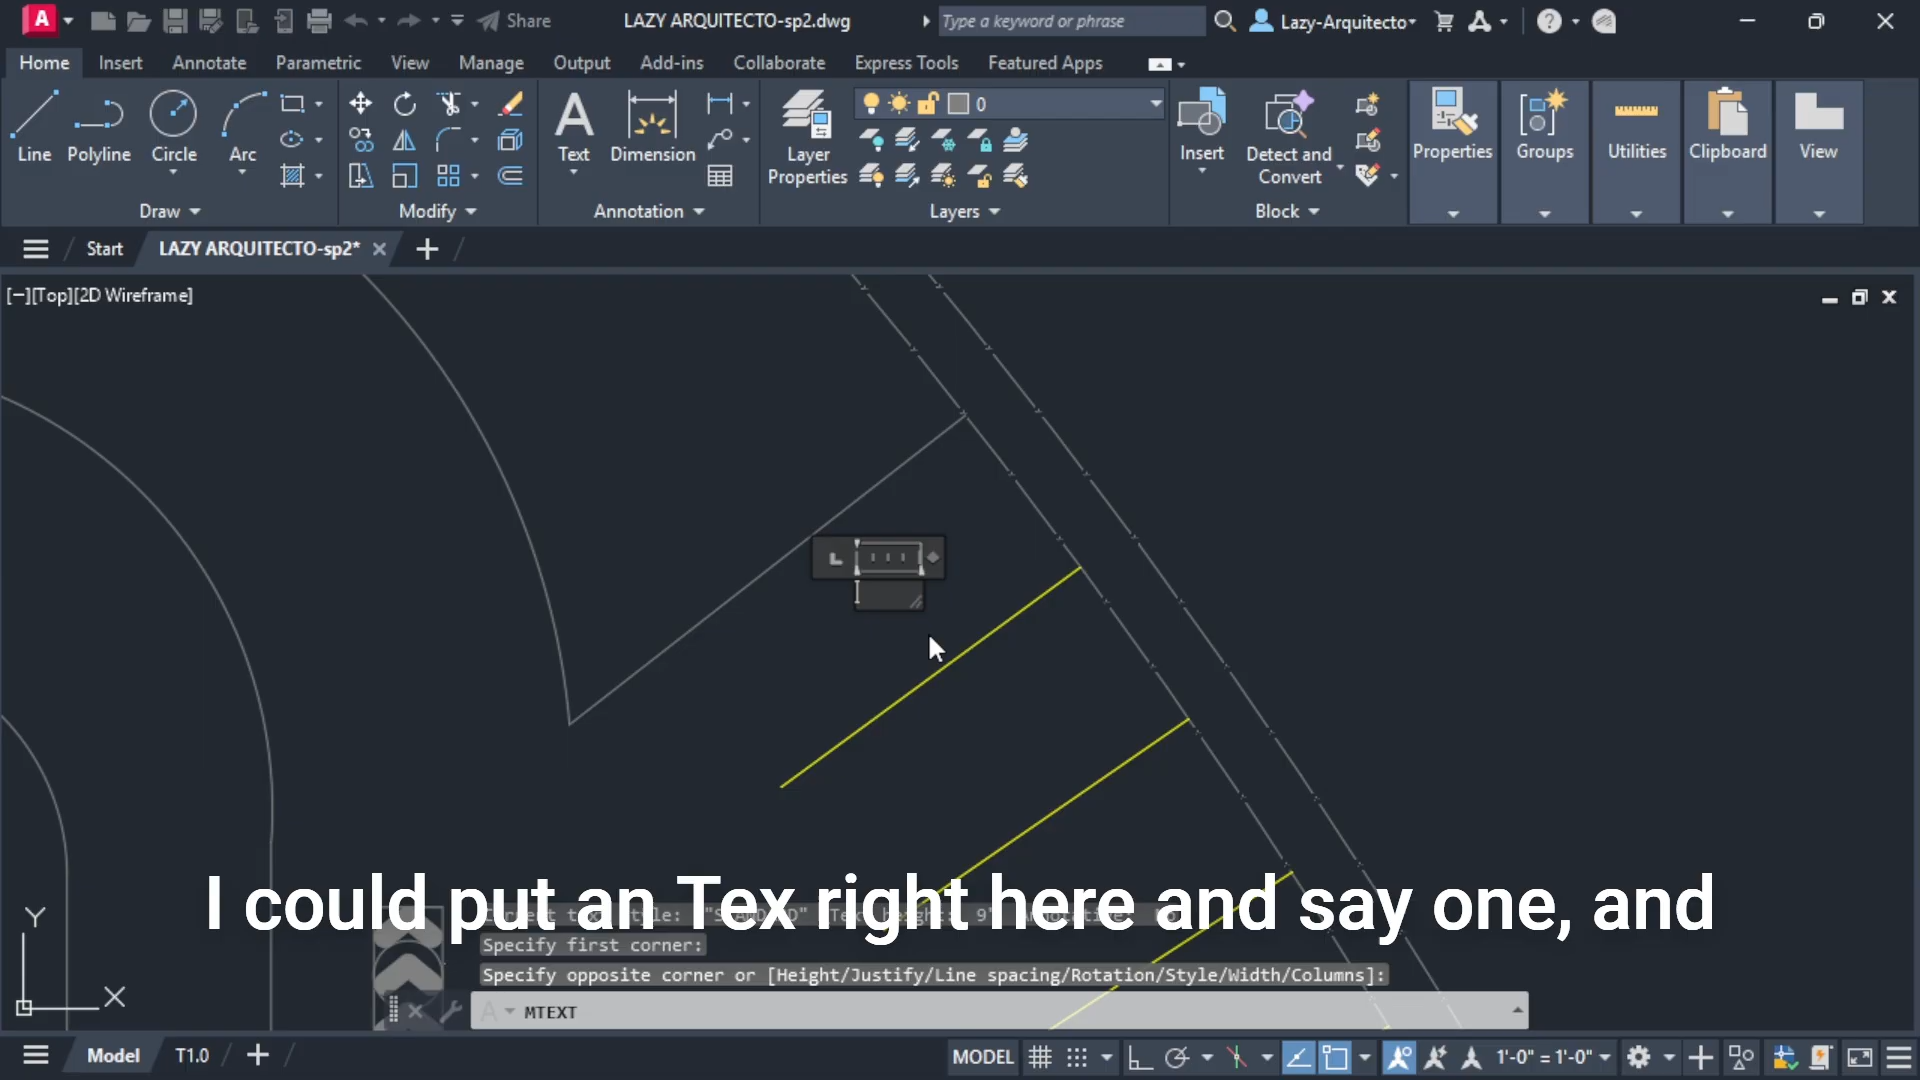 A
Share
LAZY ARQUITECTO-sp2.dwg
Type a keyword or phrase
Lazy-Arquitecto
Home Insert Annotate Parametric View Manage Output Add-ins Collaborate Express Tools Featured Apps
0
Line Polyline Circle Arc
Text Dimension
Layer Properties
Insert
Detect and Convert
Properties Groups Utilities Clipboard View
Draw Modify Annotation Layers Block
Start LAZY ARQUITECTO-sp2*
[−][Top][2D Wireframe]
I could put an Tex right here and say one, and
Specify first corner:
Specify opposite corner or [Height/Justify/Line spacing/Rotation/Style/Width/Columns]:
MTEXT
Y
X
Model T1.0
MODEL
1'-0" = 1'-0"